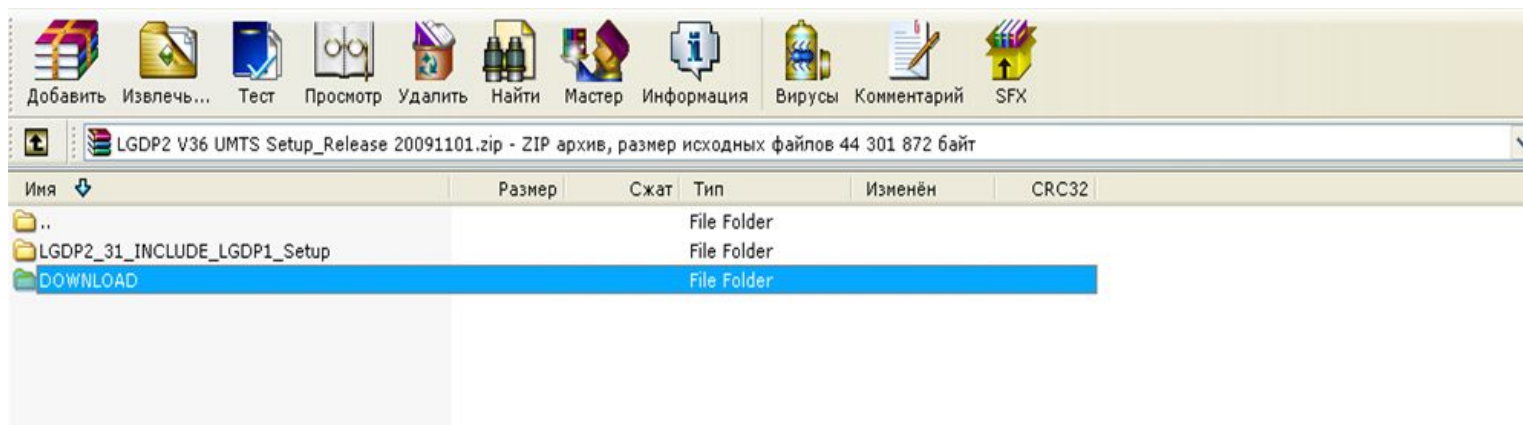 Добавить Извлечь... Тест Просмотр Удалить Найти Мастер Информация Вирусы Комментарий SFX
LGDP2 V36 UMTS Setup_Release 20091101.zip - ZIP архив, размер исходных файлов 44 301 872 байт
Имя Размер Сжат Тип Изменён CRC32
.. File Folder
LGDP2_31_INCLUDE_LGDP1_Setup File Folder
DOWNLOAD File Folder